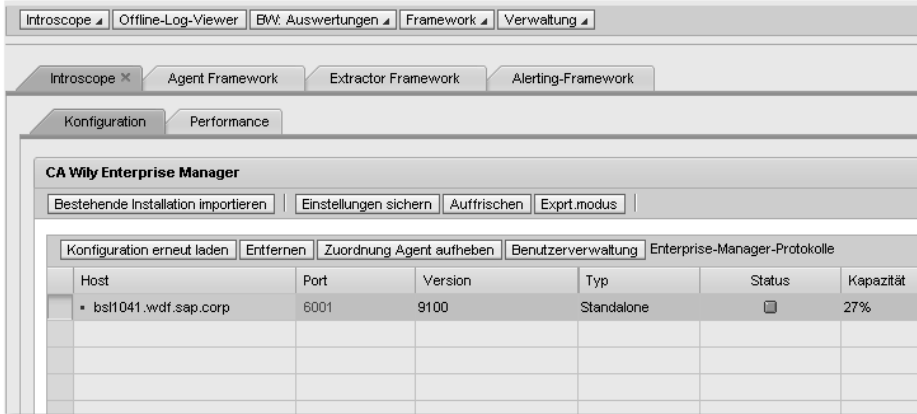 Introscope Offline-Log-Viewer BW: Auswertungen Framework Verwaltung
Introscope Agent Framework Extractor Framework Alerting-Framework
Konfiguration Performance
CA Wily Enterprise Manager
Bestehende Installation importieren Einstellungen sichern Auffrischen Exprt.modus
Konfiguration erneut laden Entfernen Zuordnung Agent aufheben Benutzerverwaltung Enterprise-Manager-Protokolle
Host Port Version Typ Status Kapazität
bsl1041.wdf.sap.corp 6001 9100 Standalone 27%